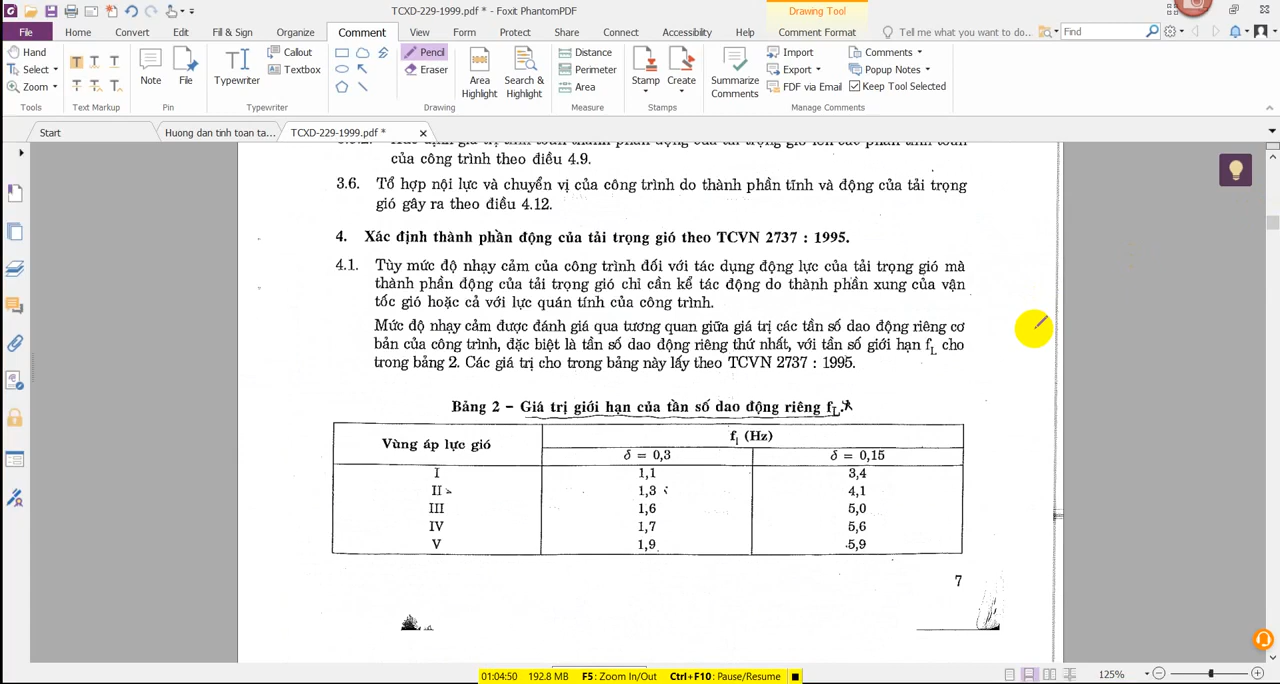 TCXD-229-1999.pdf * - Foxit PhantomPDF
Drawing Tool
File Home Convert Edit Fill & Sign Organize Comment View Form Protect Share Connect Accessibility Help Comment Format Tell me what you want to do... Find
Hand
Select
Zoom
Tools
Text Markup
Note
File
Pin
Typewriter
Callout
Textbox
Typewriter
Pencil
Eraser
Drawing
Area Highlight
Search & Highlight
Distance
Perimeter
Area
Measure
Stamp
Create
Stamps
Summarize Comments
Import
Export
FDF via Email
Comments
Popup Notes
Keep Tool Selected
Manage Comments
Start
Huong dan tinh toan ta...
TCXD-229-1999.pdf *
của công trình theo điều 4.9.
3.6. Tổ hợp nội lực và chuyển vị của công trình do thành phần tĩnh và động của tải trọng
gió gây ra theo điều 4.12.
4. Xác định thành phần động của tải trọng gió theo TCVN 2737 : 1995.
4.1. Tùy mức độ nhạy cảm của công trình đối với tác dụng động lực của tải trọng gió mà
thành phần động của tải trọng gió chỉ cần kể tác động do thành phần xung của vận
tốc gió hoặc cả với lực quán tính của công trình.
Mức độ nhạy cảm được đánh giá qua tương quan giữa giá trị các tần số dao động riêng cơ
bản của công trình, đặc biệt là tần số dao động riêng thứ nhất, với tần số giới hạn fL cho
trong bảng 2. Các giá trị cho trong bảng này lấy theo TCVN 2737 : 1995.
Bảng 2 – Giá trị giới hạn của tần số dao động riêng fL.
Vùng áp lực gió
fl (Hz)
δ = 0,3 δ = 0,15
I 1,1 3,4
II 1,3 4,1
III 1,6 5,0
IV 1,7 5,6
V 1,9 5,9
7
01:04:50 192.8 MB F5: Zoom In/Out Ctrl+F10: Pause/Resume
125%